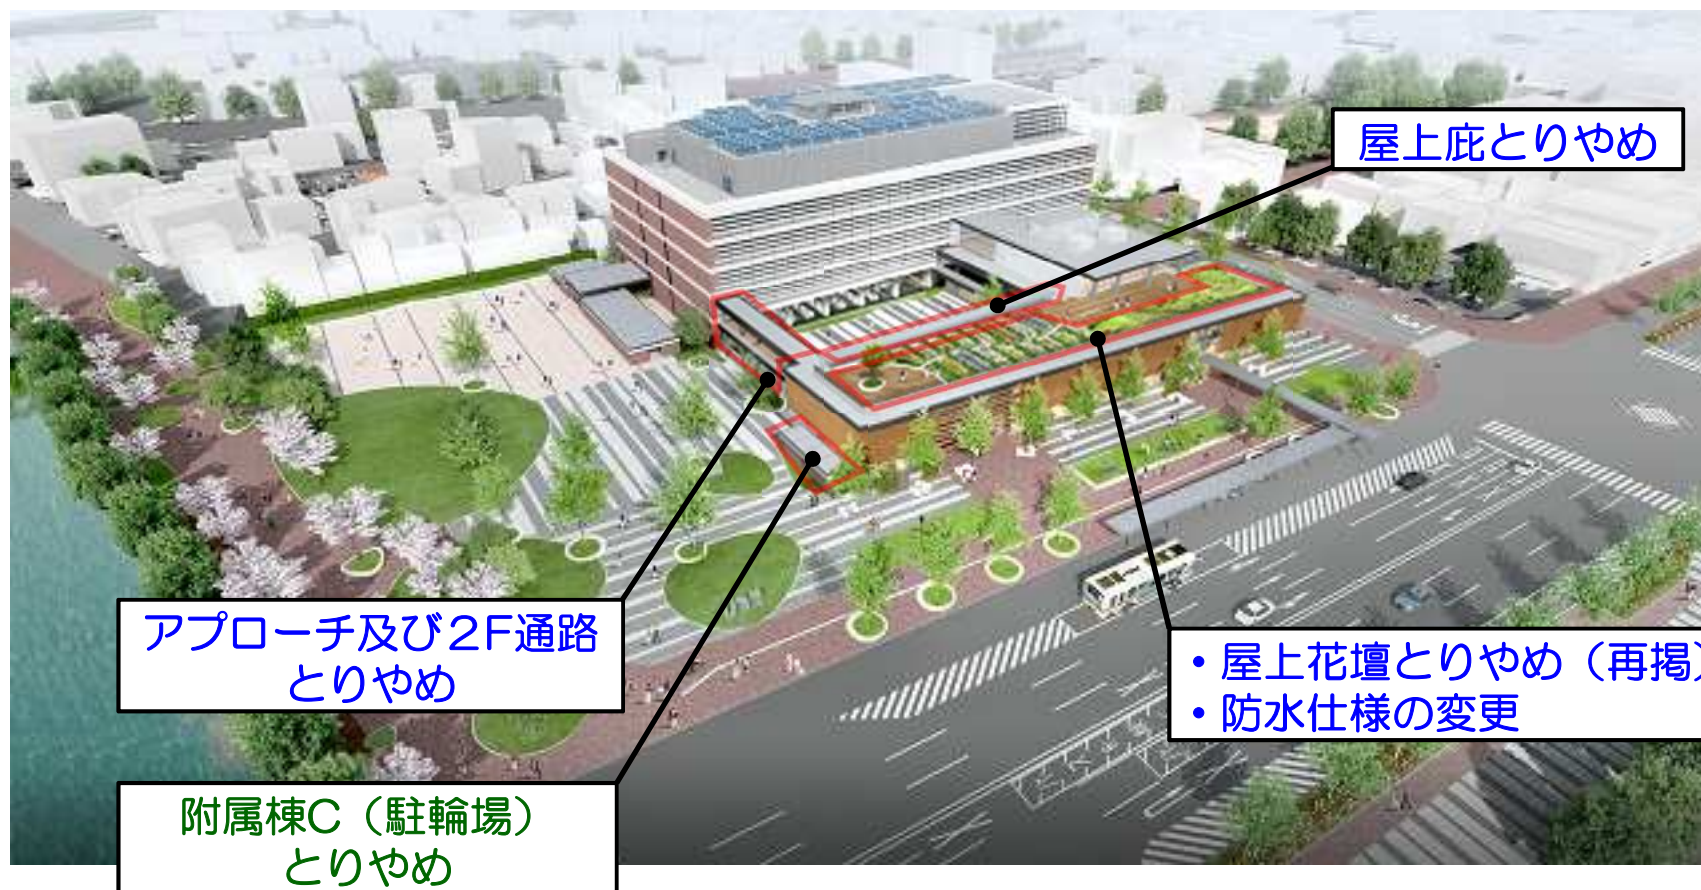 屋上庇とりやめ
アプローチ及び2F通路
とりやめ
・屋上花壇とりやめ（再掲）
・防水仕様の変更
附属棟C（駐輪場）
とりやめ